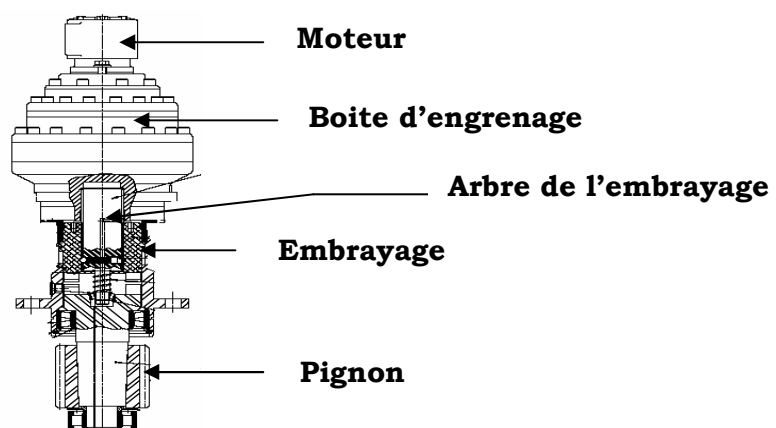 Moteur
Boite d’engrenage
Arbre de l’embrayage
Embrayage
Pignon